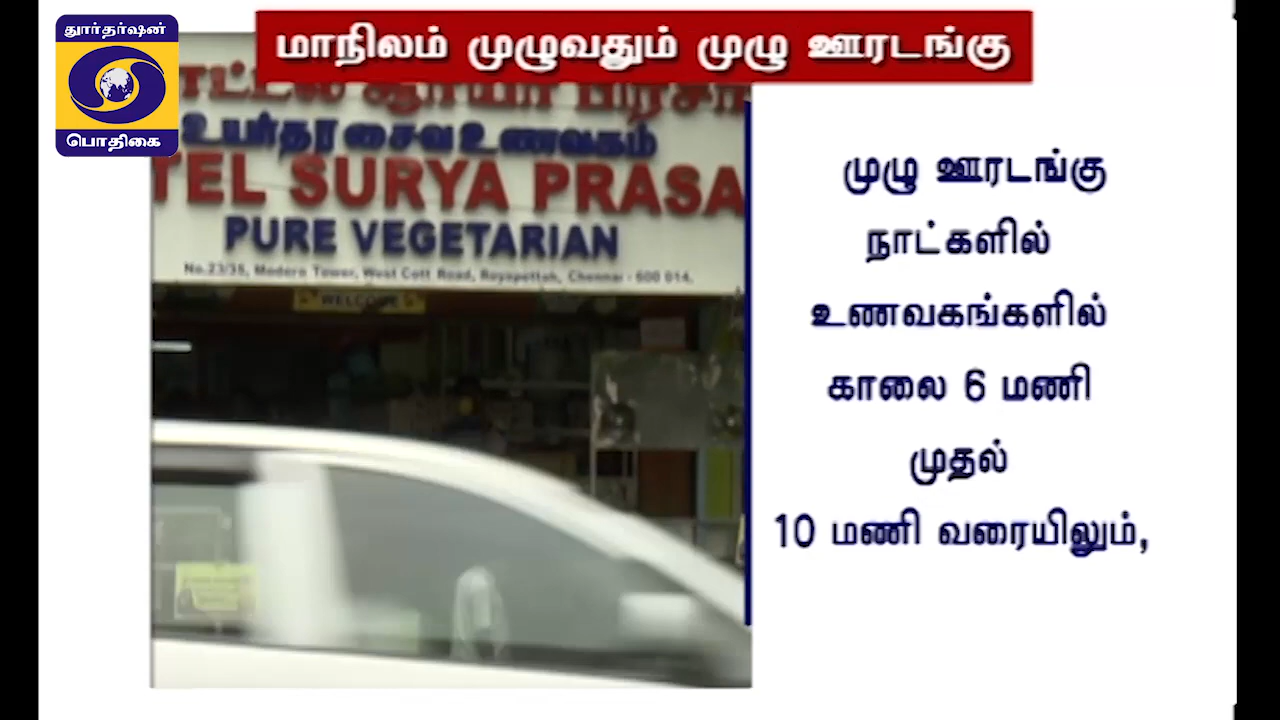 தூர்தர்ஷன்
பொதிகை
மாநிலம் முழுவதும் முழு ஊரடங்கு
உயர்தர சைவ உணவகம்
TEL SURYA PRASA
PURE VEGETARIAN
No.23/35, Modern Tower, West Cott Road, Royapettah, Chennai - 600 014.
WELCOME
முழு ஊரடங்கு
நாட்களில்
உணவகங்களில்
காலை 6 மணி
முதல்
10 மணி வரையிலும்,